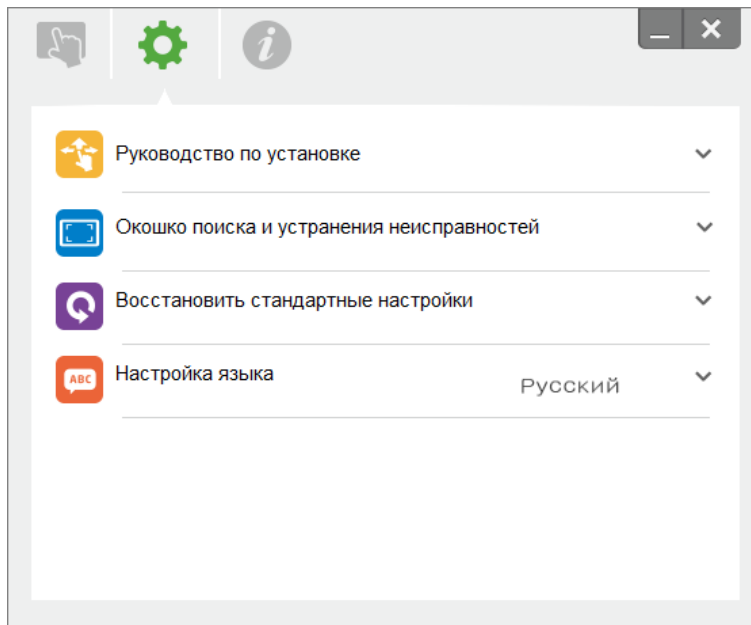 Руководство по установке
Окошко поиска и устранения неисправностей
Восстановить стандартные настройки
ABC
Настройка языка
Русский